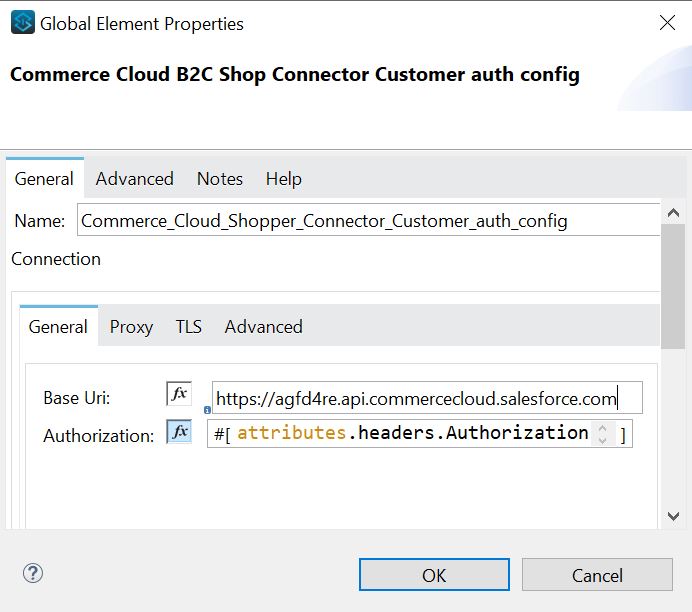 Global Element Properties
Commerce Cloud B2C Shop Connector Customer auth config
General Advanced Notes Help
Name: Commerce_Cloud_Shopper_Connector_Customer_auth_config
Connection
General Proxy TLS Advanced
Base Uri: fx https://agfd4re.api.commercecloud.salesforce.com
Authorization: fx #[ attributes.headers.Authorization ]
? OK Cancel